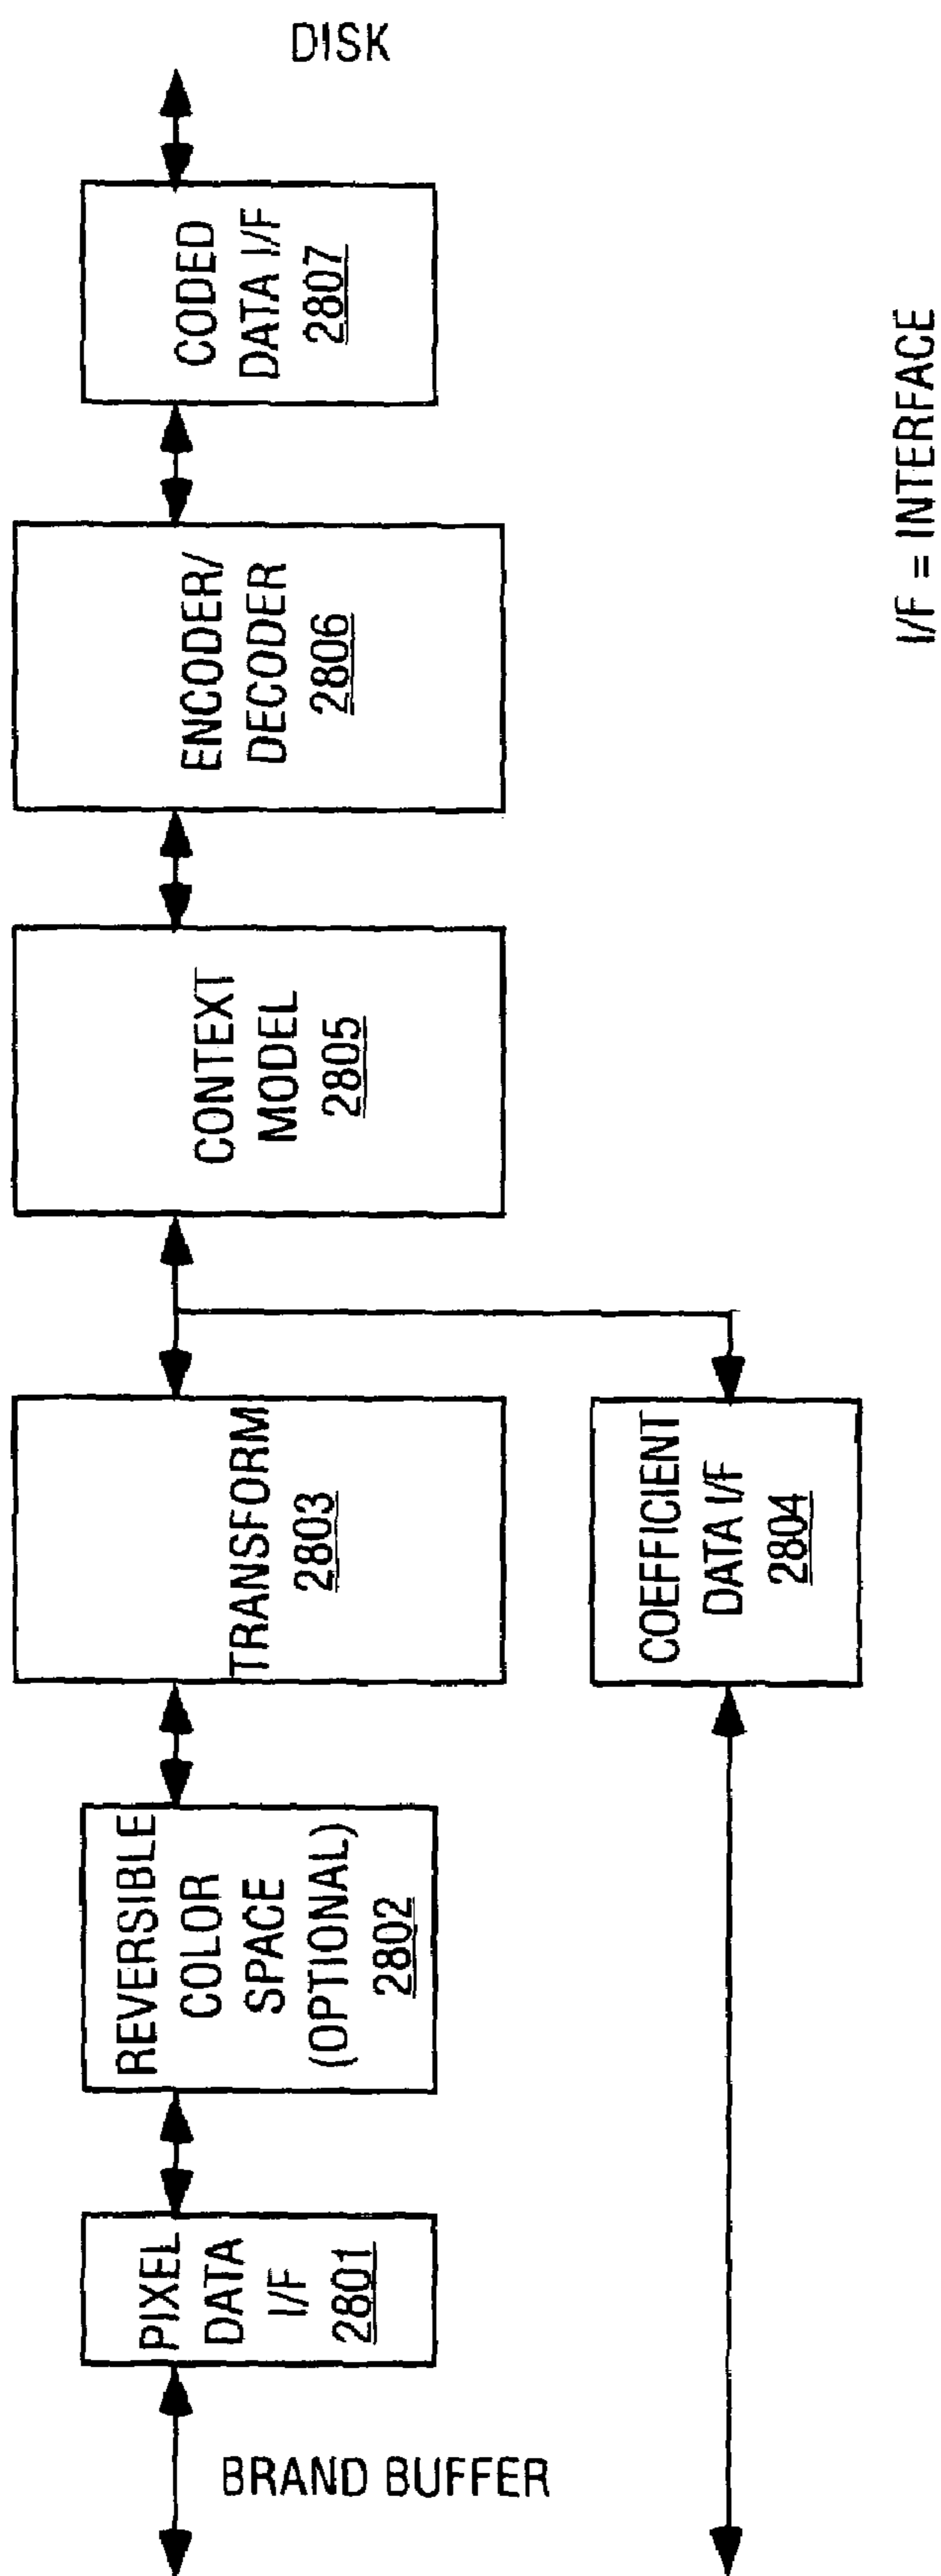 BRAND BUFFER
PIXEL
DATA
I/F
2801
REVERSIBLE
COLOR
SPACE
(OPTIONAL)
2802
TRANSFORM
2803
COEFFICIENT
DATA I/F
2804
CONTEXT
MODEL
2805
ENCODER/
DECODER
2806
CODED
DATA I/F
2807
DISK
I/F = INTERFACE